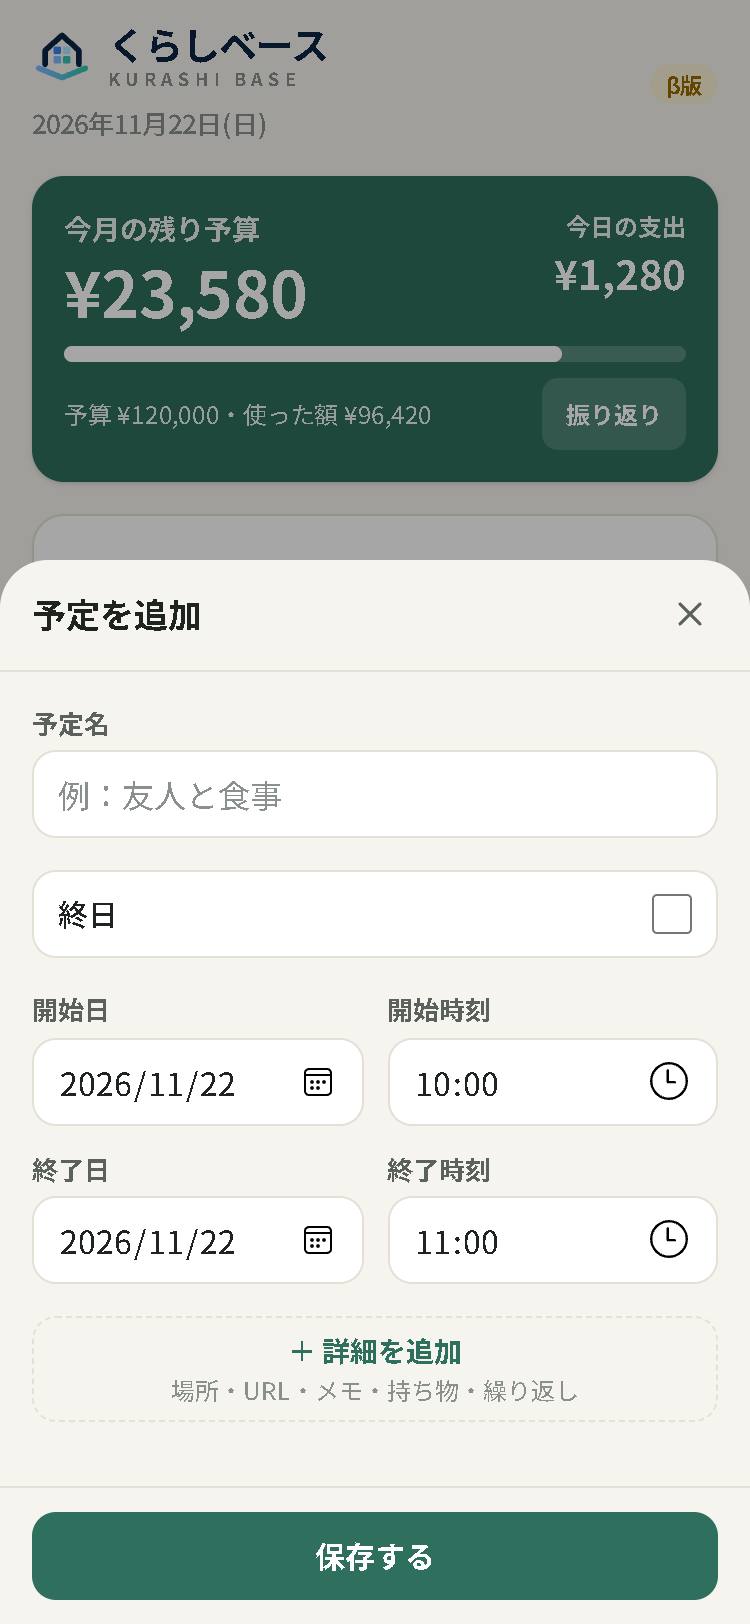 くらしベース
KURASHI BASE
β版
2026年11月22日(日)
今月の残り予算
今日の支出
¥23,580
¥1,280
予算 ¥120,000・使った額 ¥96,420
振り返り
予定を追加
予定名
例：友人と食事
終日
開始日
開始時刻
2026/11/22
10:00
終了日
終了時刻
2026/11/22
11:00
＋ 詳細を追加
場所・URL・メモ・持ち物・繰り返し
保存する